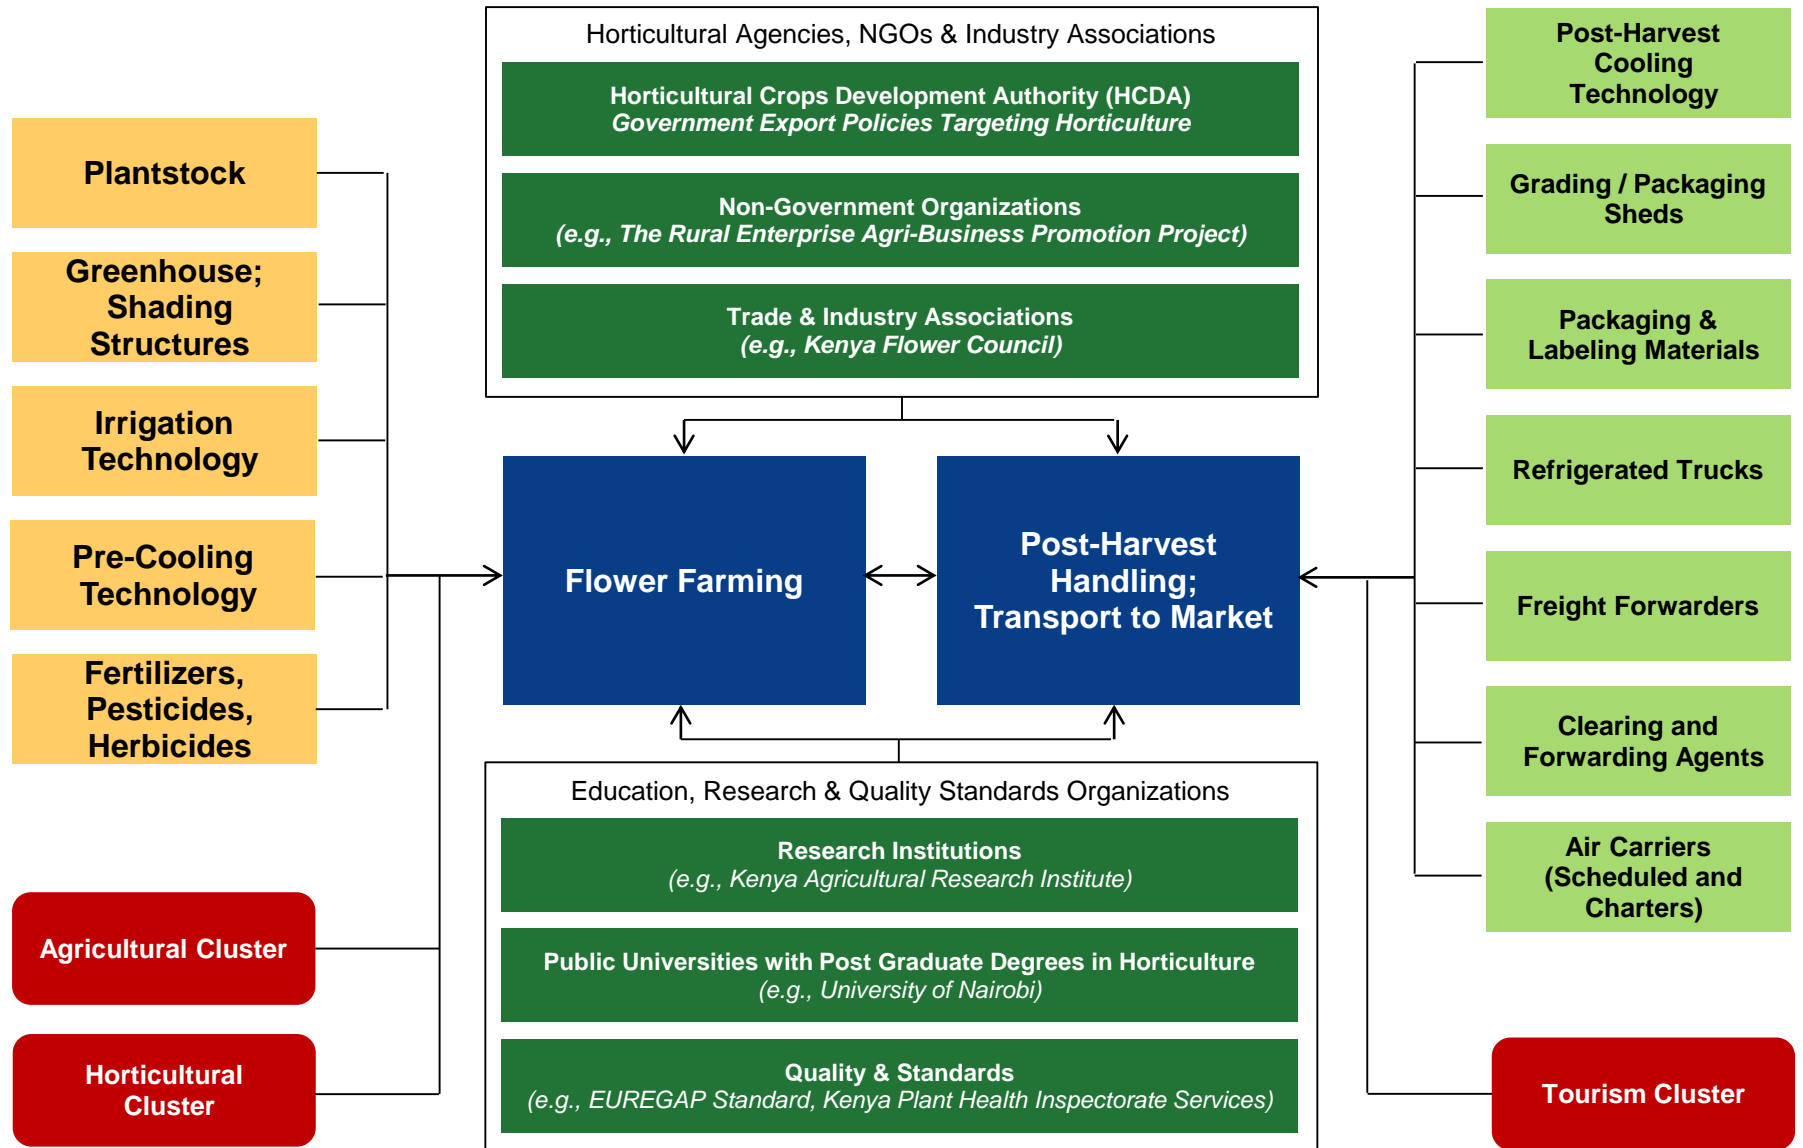 Horticultural Agencies, NGOs & Industry Associations
Horticultural Crops Development Authority (HCDA)
Government Export Policies Targeting Horticulture
Non-Government Organizations
(e.g., The Rural Enterprise Agri-Business Promotion Project)
Trade & Industry Associations
(e.g., Kenya Flower Council)
Plantstock
Greenhouse;
Shading
Structures
Irrigation
Technology
Pre-Cooling
Technology
Fertilizers,
Pesticides,
Herbicides
Agricultural Cluster
Horticultural
Cluster
Flower Farming
Post-Harvest
Handling;
Transport to Market
Education, Research & Quality Standards Organizations
Research Institutions
(e.g., Kenya Agricultural Research Institute)
Public Universities with Post Graduate Degrees in Horticulture
(e.g., University of Nairobi)
Quality & Standards
(e.g., EUREGAP Standard, Kenya Plant Health Inspectorate Services)
Post-Harvest
Cooling
Technology
Grading / Packaging
Sheds
Packaging &
Labeling Materials
Refrigerated Trucks
Freight Forwarders
Clearing and
Forwarding Agents
Air Carriers
(Scheduled and
Charters)
Tourism Cluster